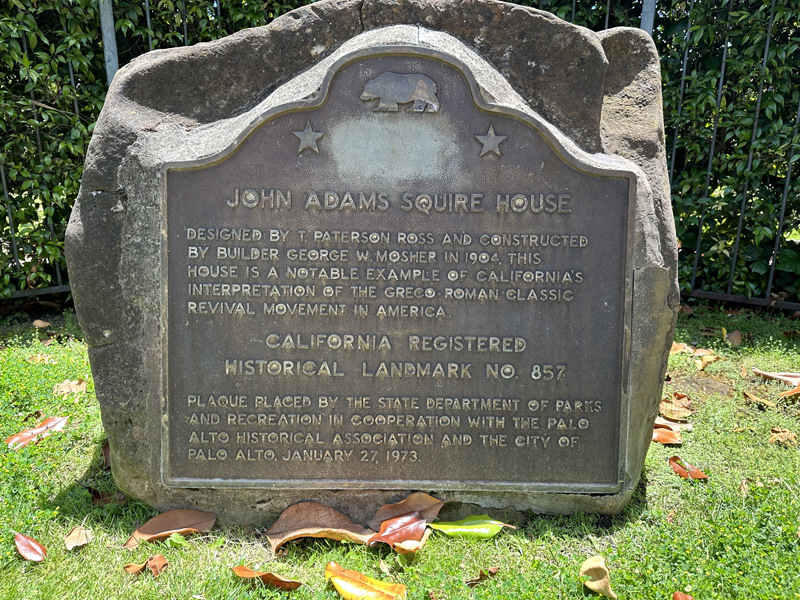 JOHN ADAMS SQUIRE HOUSE
DESIGNED BY T. PATERSON ROSS AND CONSTRUCTED
BY BUILDER GEORGE W. MOSHER IN 1904, THIS
HOUSE IS A NOTABLE EXAMPLE OF CALIFORNIA'S
INTERPRETATION OF THE GRECO-ROMAN CLASSIC
REVIVAL MOVEMENT IN AMERICA.
CALIFORNIA REGISTERED
HISTORICAL LANDMARK NO. 857
PLAQUE PLACED BY THE STATE DEPARTMENT OF PARKS
AND RECREATION IN COOPERATION WITH THE PALO
ALTO HISTORICAL ASSOCIATION AND THE CITY OF
PALO ALTO, JANUARY 27, 1973.